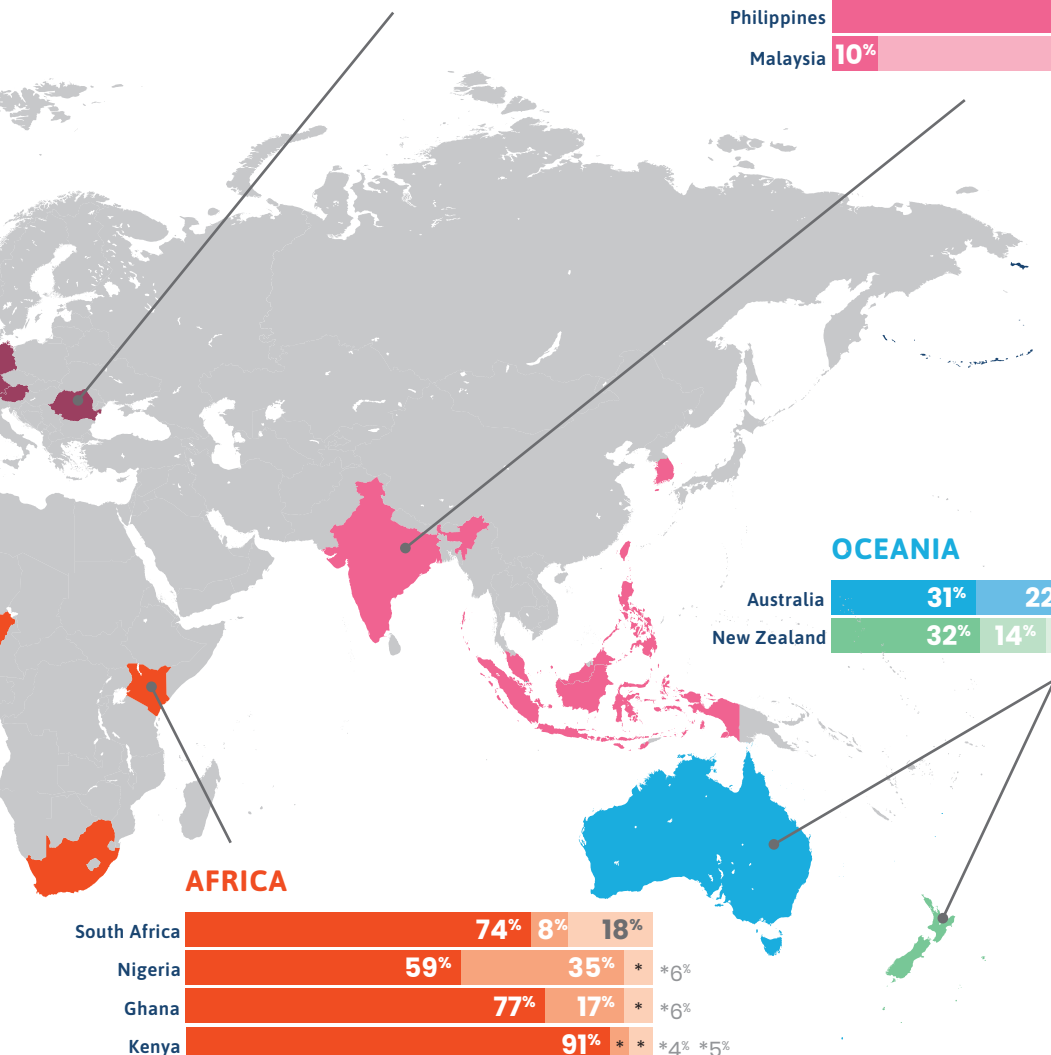 Philippines
Malaysia 10%
OCEANIA
Australia 31% 22
New Zealand 32% 14%
AFRICA
South Africa 74% 8% 18%
Nigeria 59% 35% * *6%
Ghana 77% 17% * *6%
Kenya 91% * * *4% *5%